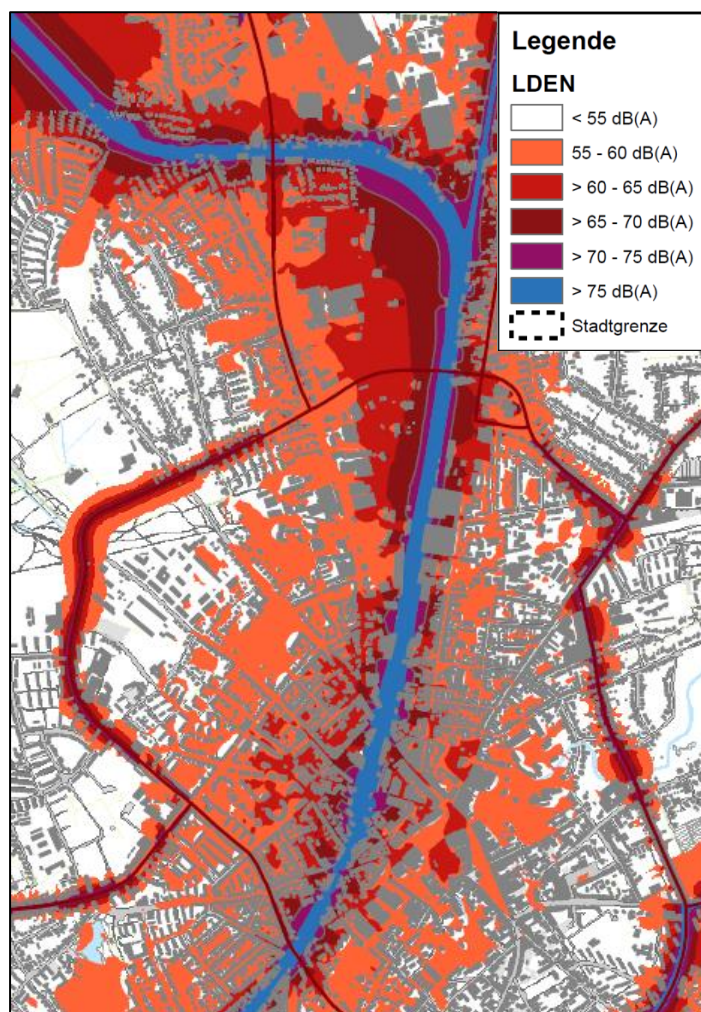 Legende
LDEN
< 55 dB(A)
55 - 60 dB(A)
> 60 - 65 dB(A)
> 65 - 70 dB(A)
> 70 - 75 dB(A)
> 75 dB(A)
Stadtgrenze